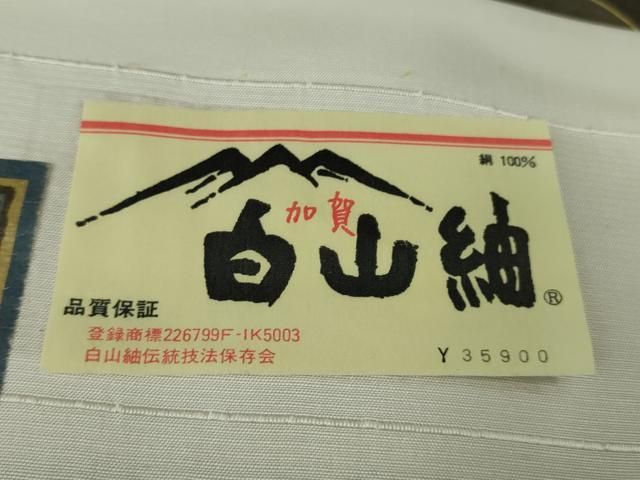 絹 100%
加賀
白山紬®
品質保証
登録商標226799F-IK5003
白山紬伝統技法保存会
Y 35900